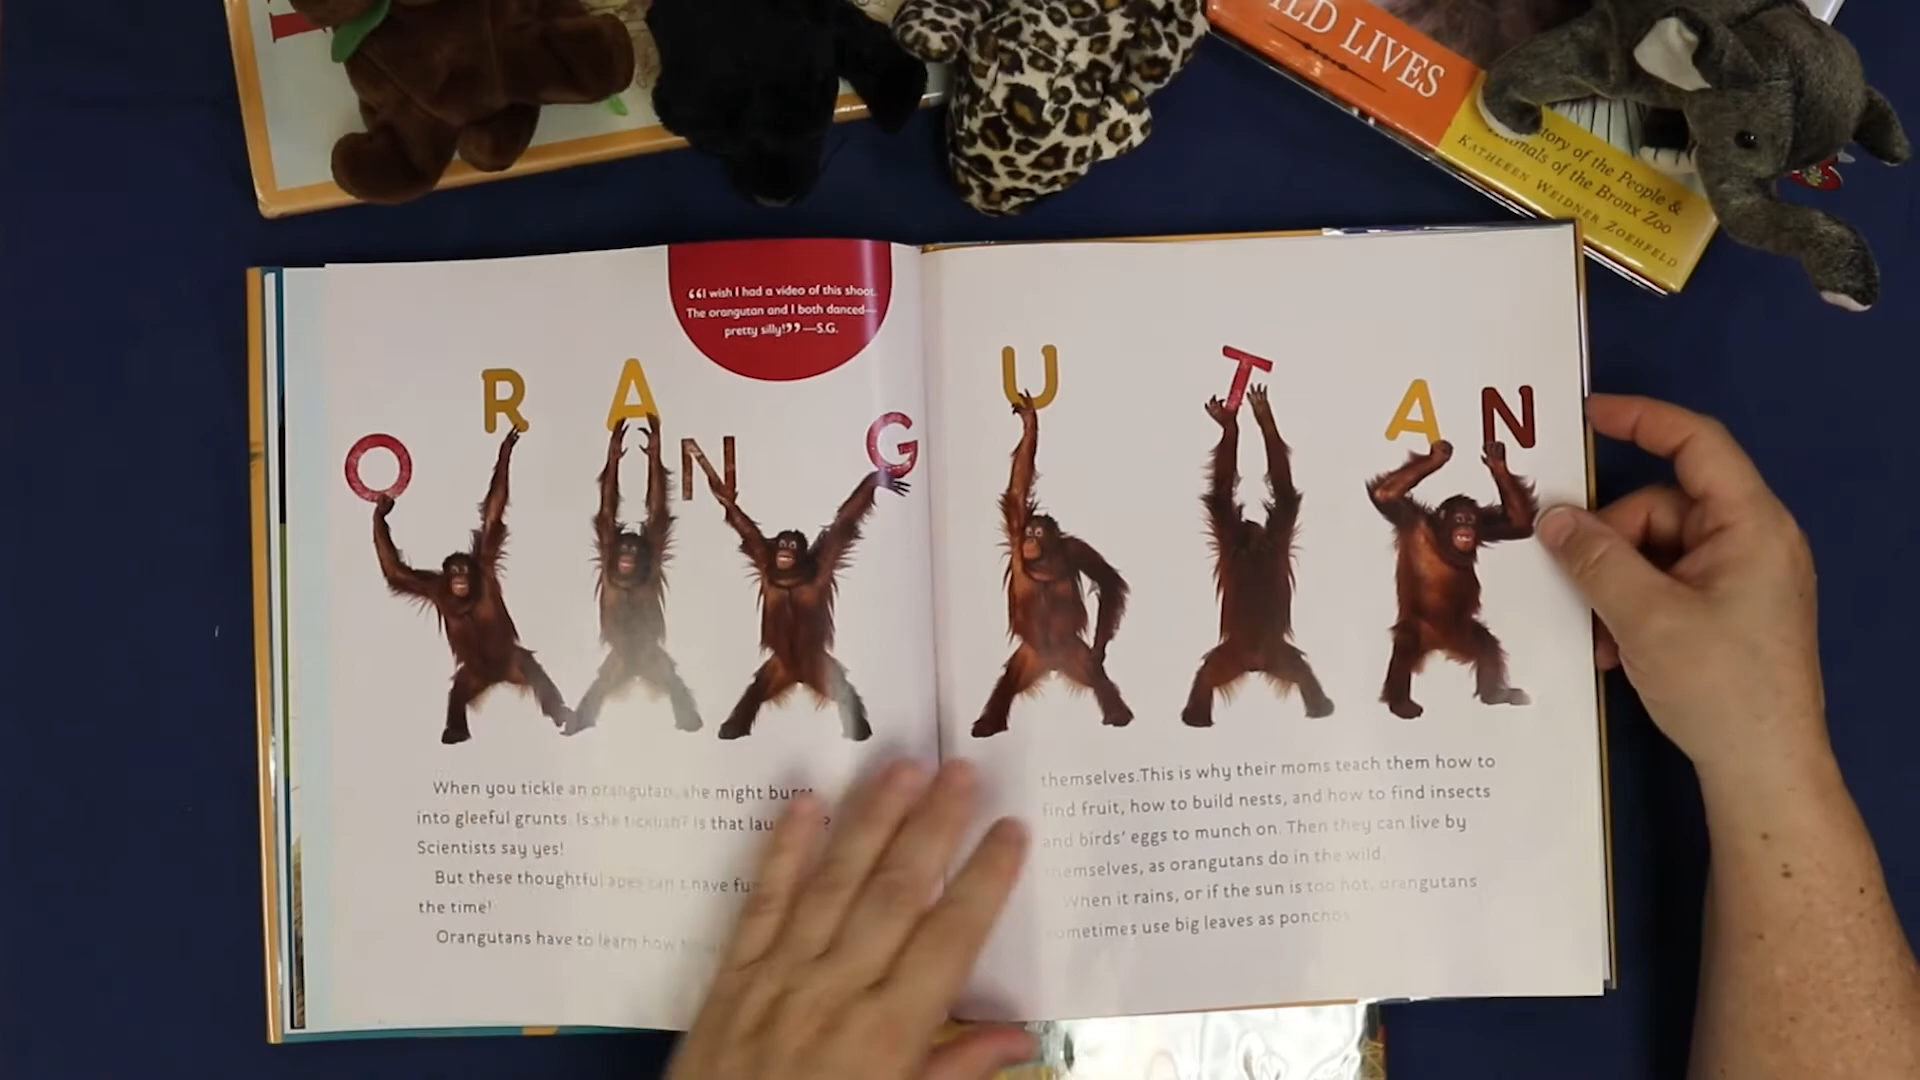 ILD LIVES
story of the People &
Animals of the Bronx Zoo
KATHLEEN WEIDNER ZOEHFELD
“I wish I had a video of this shoot.
The orangutan and I both danced—
pretty silly!” —S.G.
ORANGUTAN
When you tickle an orangutan, she might burst
into gleeful grunts. Is she ticklish? Is that
Scientists say yes!
But these thoughtful apes can't have
the time!
Orangutans have to learn how
themselves. This is why their moms teach them how to
find fruit, how to build nests, and how to find insects
and birds' eggs to munch on. Then they can live by
themselves, as orangutans do in the wild.
When it rains, or if the sun is too hot, orangutans
sometimes use big leaves as ponchos.